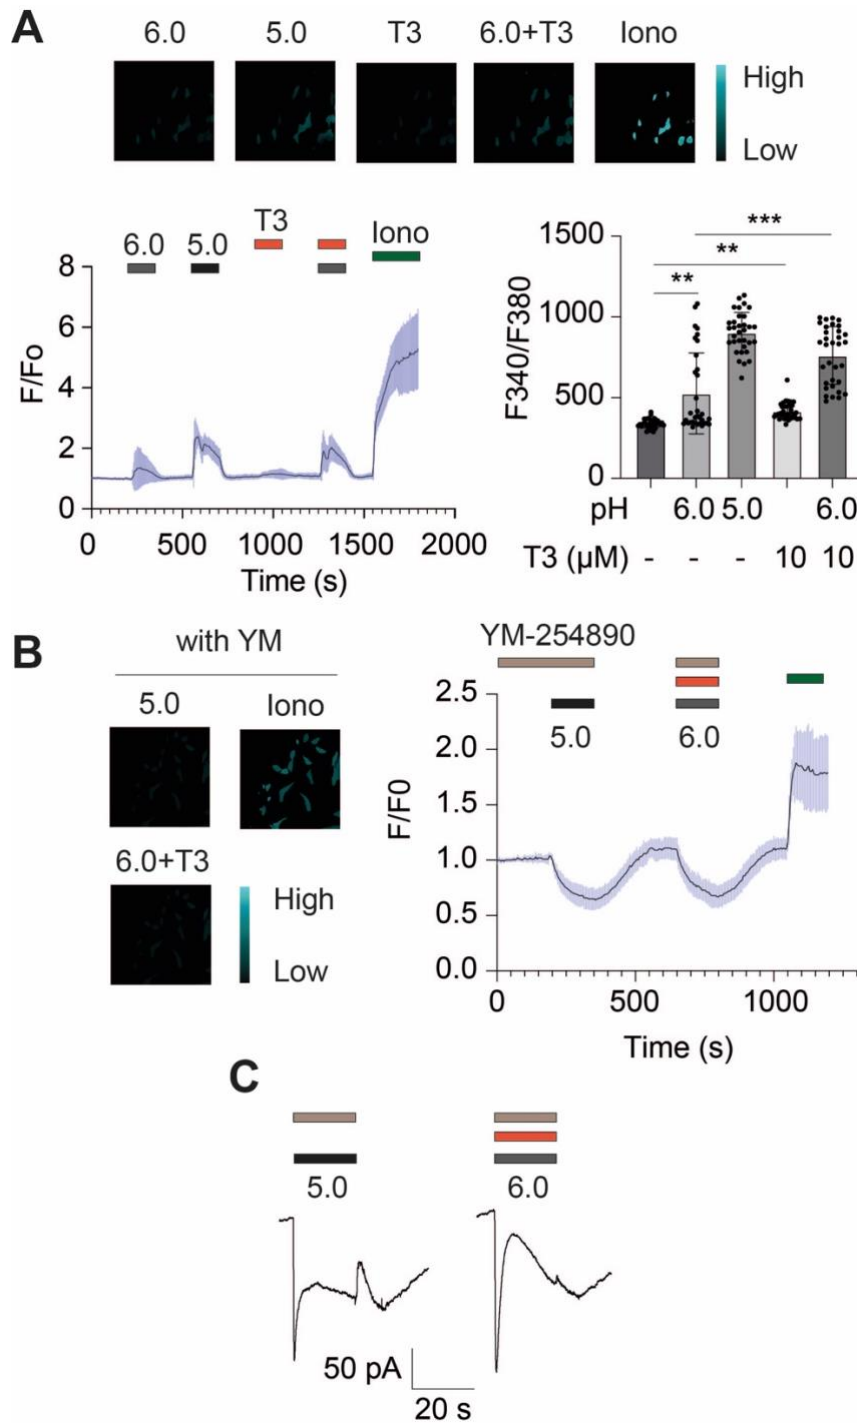 A
6.0 5.0 T3 6.0+T3 Iono
High
Low
T3
6.0 5.0 Iono
8
6
4
2
0
F/Fo
0 500 1000 1500 2000
Time (s)
***
**
**
1500
1000
500
0
F340/F380
pH 6.0 5.0 6.0
T3 (µM) - - - 10 10
B
with YM
5.0 Iono
6.0+T3
High
Low
YM-254890
5.0 6.0
2.5
2.0
1.5
1.0
0.5
0.0
F/F0
0 500 1000
Time (s)
C
5.0 6.0
50 pA
20 s